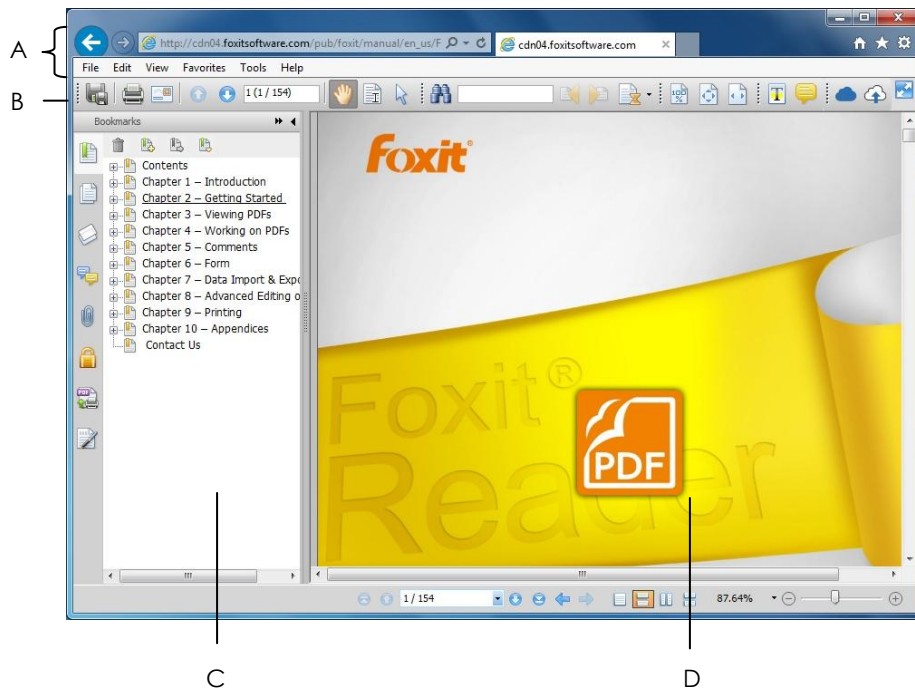 A
http://cdn04.foxitsoftware.com/pub/foxit/manual/en_us/F
cdn04.foxitsoftware.com
File Edit View Favorites Tools Help
B
1 (1 / 154)
Bookmarks
Contents
Chapter 1 – Introduction
Chapter 2 – Getting Started
Chapter 3 – Viewing PDFs
Chapter 4 – Working on PDFs
Chapter 5 – Comments
Chapter 6 – Form
Chapter 7 – Data Import & Expo
Chapter 8 – Advanced Editing o
Chapter 9 – Printing
Chapter 10 – Appendices
Contact Us
foxit®
Foxit®
Reader
PDF
1 / 154
87.64%
C
D